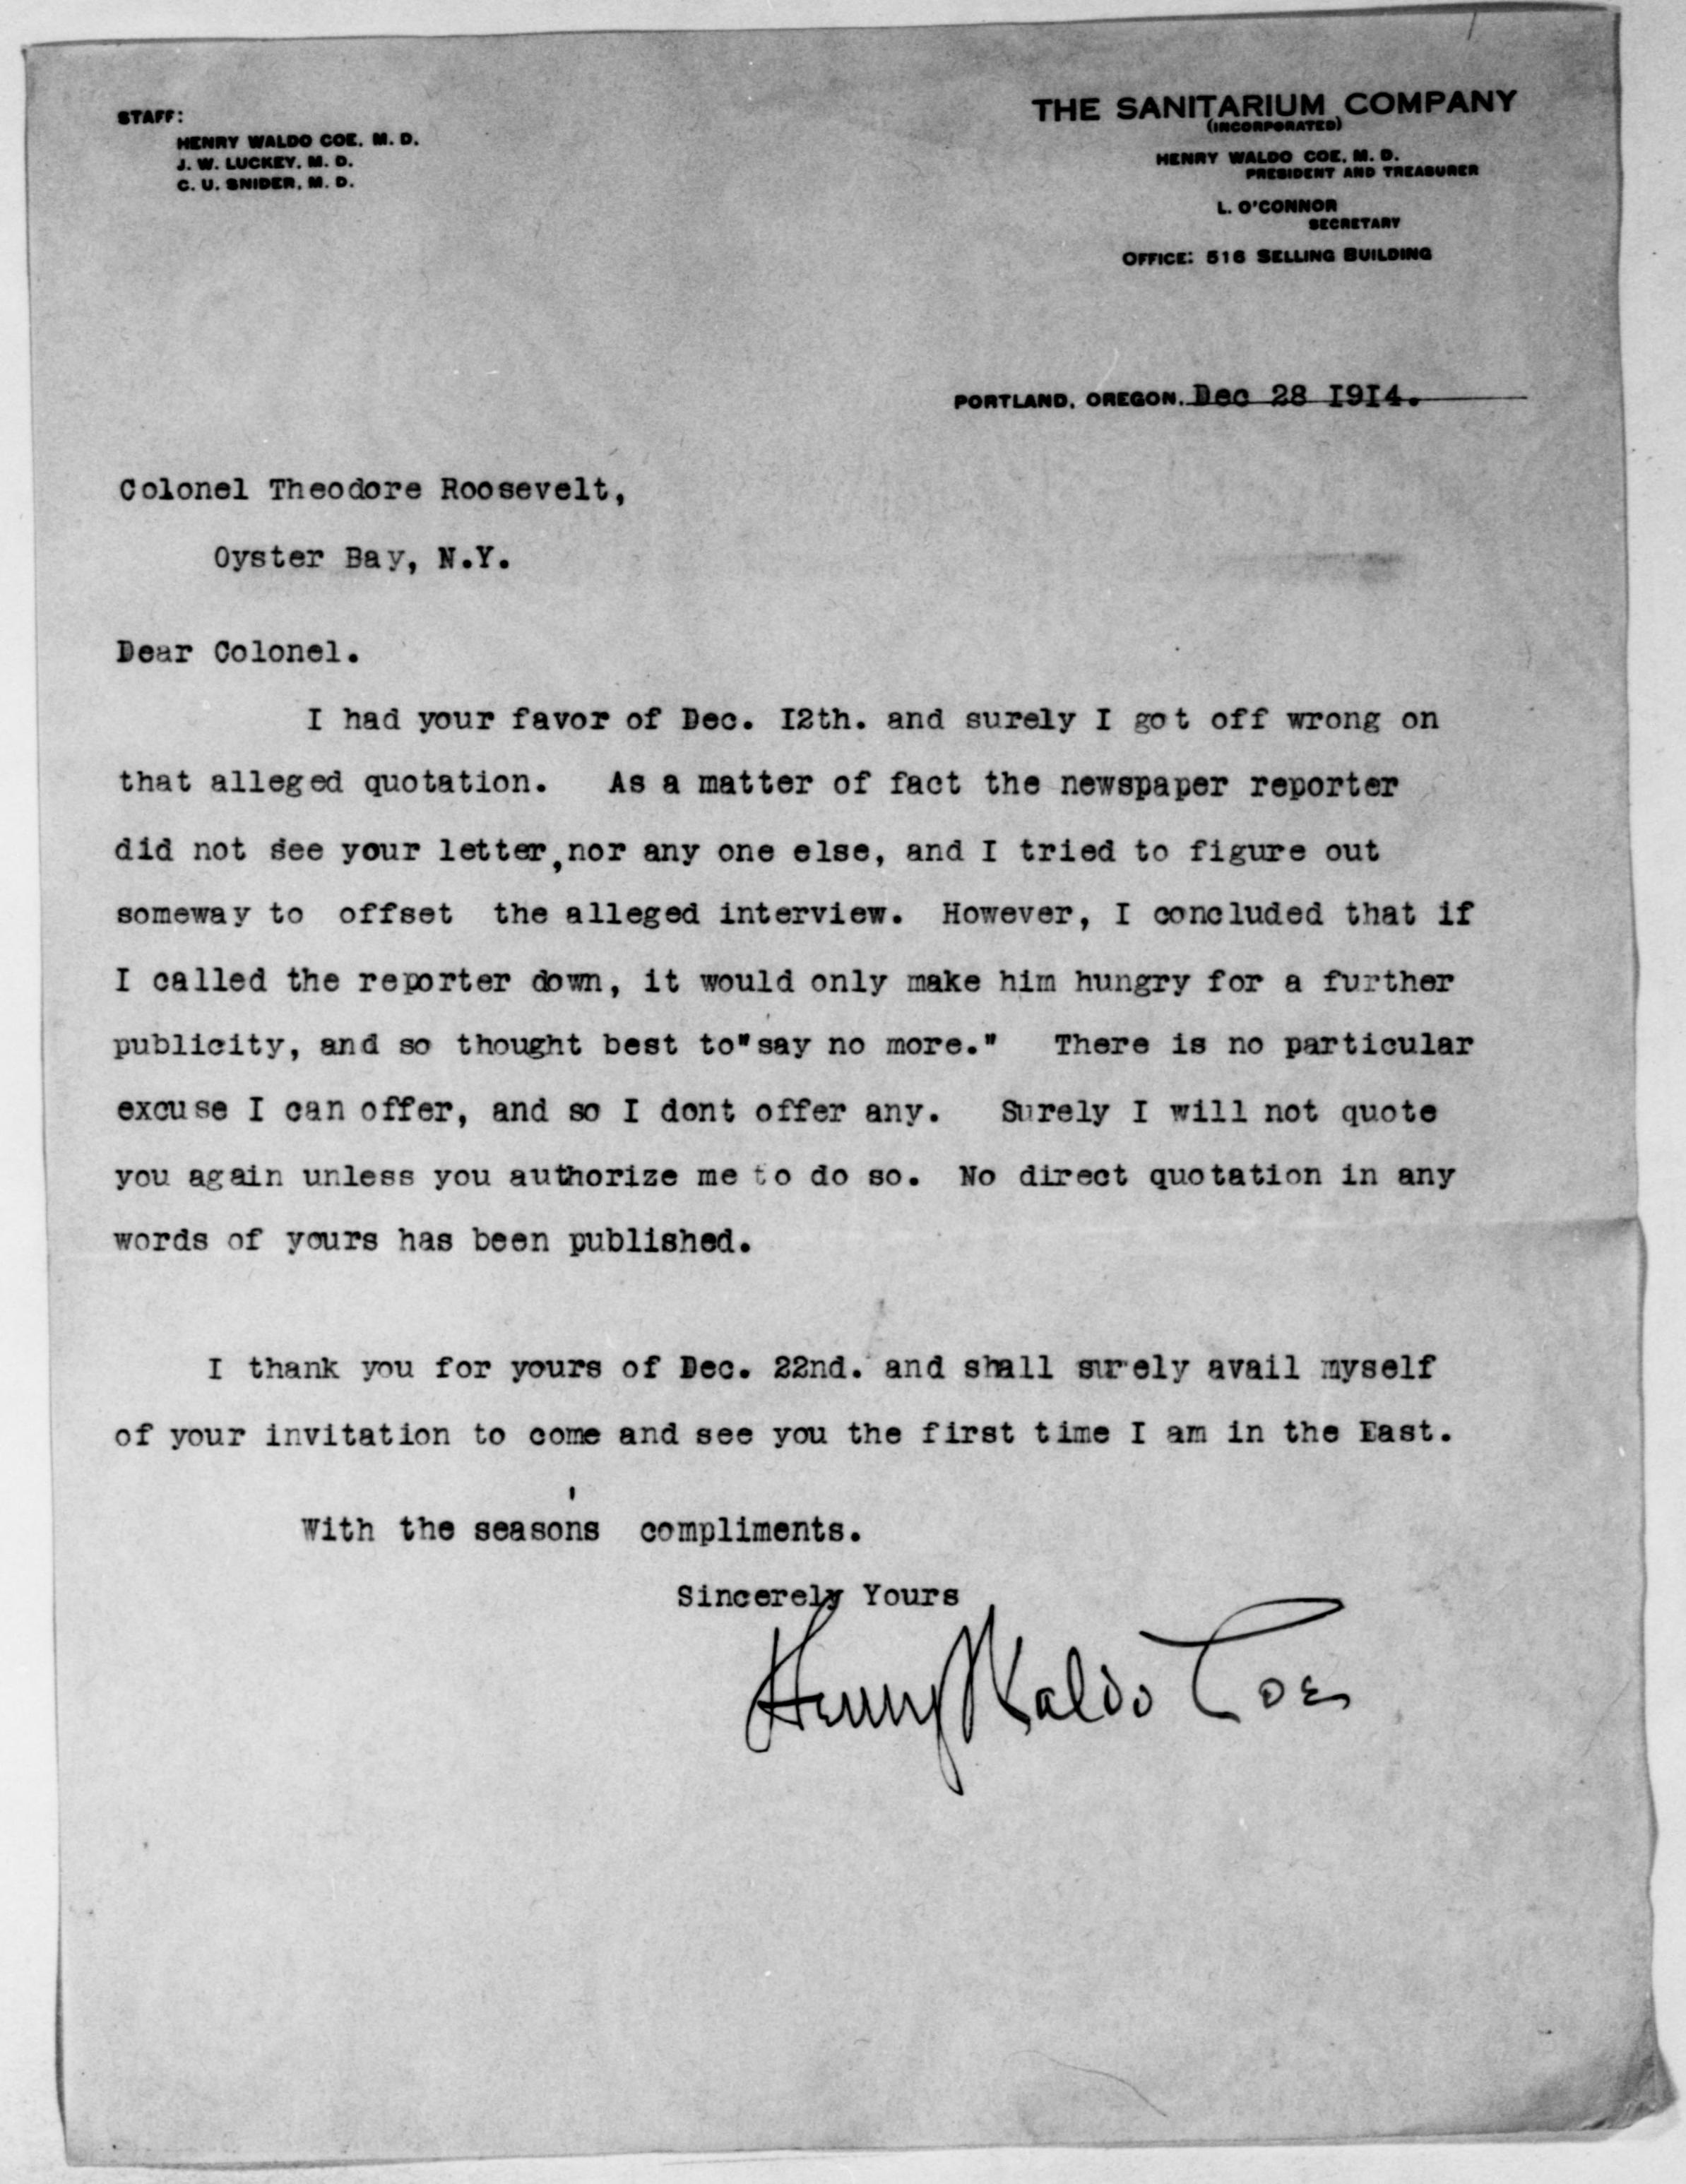 STAFF:
HENRY WALDO COE, M. D.
J. W. LUCKEY, M. D.
C. U. SNIDER, M. D.
THE SANITARIUM COMPANY
(INCORPORATED)
HENRY WALDO COE, M. D.
PRESIDENT AND TREASURER
L. O'CONNOR
SECRETARY
OFFICE: 516 SELLING BUILDING
PORTLAND, OREGON, Dec 28 I9I4.
Colonel Theodore Roosevelt,
Oyster Bay, N.Y.
Dear Colonel.
I had your favor of Dec. I2th. and surely I got off wrong on
that alleged quotation. As a matter of fact the newspaper reporter
did not see your letter,nor any one else, and I tried to figure out
someway to offset the alleged interview. However, I concluded that if
I called the reporter down, it would only make him hungry for a further
publicity, and so thought best to"say no more." There is no particular
excuse I can offer, and so I dont offer any. Surely I will not quote
you again unless you authorize me to do so. No direct quotation in any
words of yours has been published.
I thank you for yours of Dec. 22nd. and shall surely avail myself
of your invitation to come and see you the first time I am in the East.
With the season's compliments.
Sincerely Yours
Henry Waldo Coe